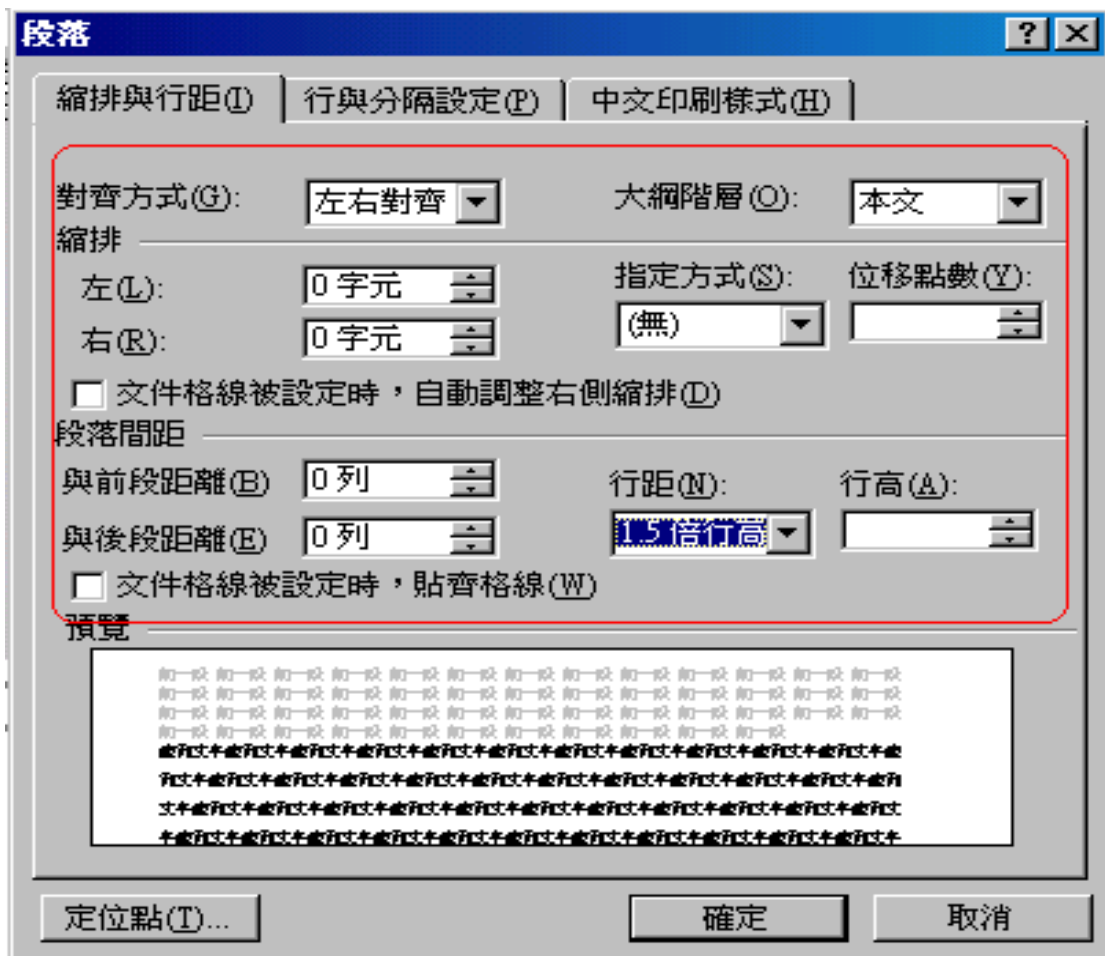 段落
縮排與行距(I) 行與分隔設定(P) 中文印刷樣式(H)
對齊方式(G): 左右對齊 大綱階層(O): 本文
縮排
左(L): 0 字元 指定方式(S): 位移點數(Y):
右(R): 0 字元 (無)
文件格線被設定時，自動調整右側縮排(D)
段落間距
與前段距離(B) 0 列 行距(N): 行高(A):
與後段距離(E) 0 列 1.5 倍行高
文件格線被設定時，貼齊格線(W)
預覽
定位點(T)... 確定 取消